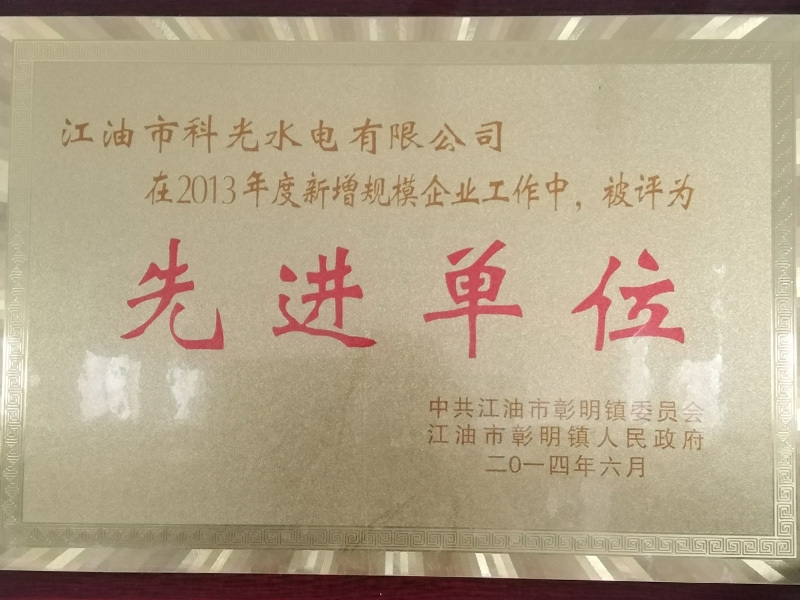 江油市科光水电有限公司
在2013年度新增规模企业工作中，被评为
先进单位
中共江油市彰明镇委员会
江油市彰明镇人民政府
二O一四年六月